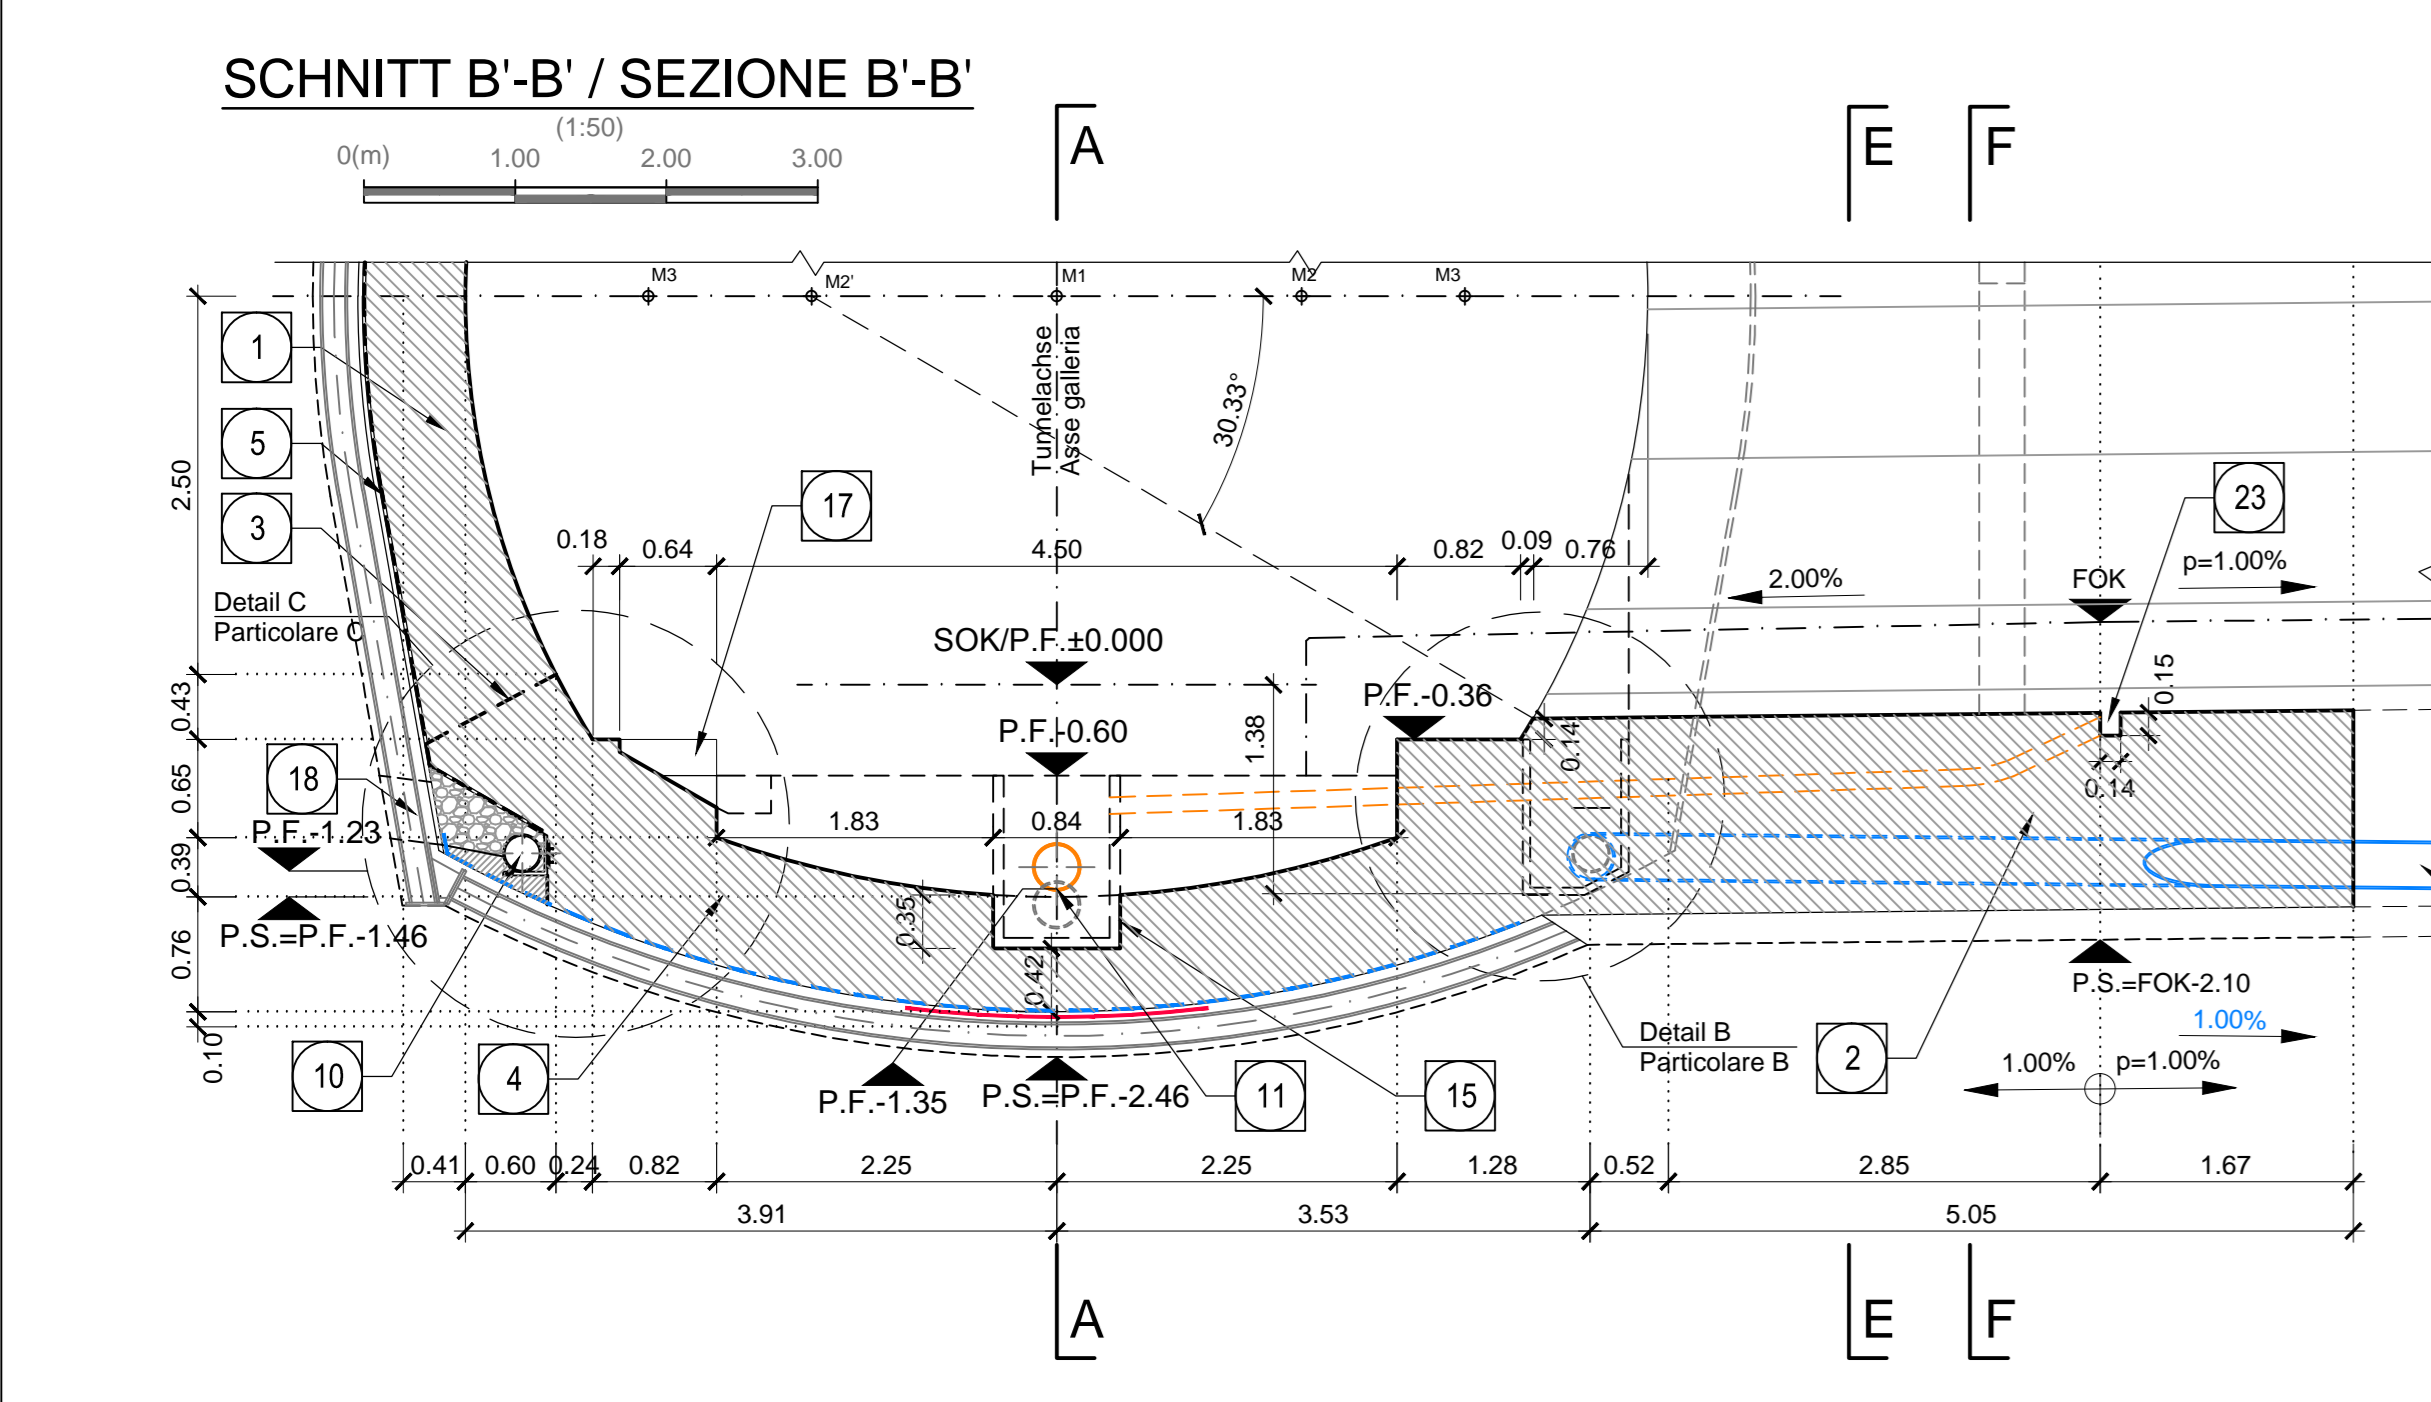 SCHNITT B'-B' / SEZIONE B'-B'
(1:50)
0(m) 1.00 2.00 3.00
A E F
M3 M2' M1 M2 M3
1
5
3
2.50
Tunnelachse
Asse galleria
30.33°
17
23
0.18 0.64 4.50 0.82 0.09 0.76
2.00% FOK p=1.00%
Detail C
Particolare C
SOK/P.F.±0.000
P.F.-0.36
P.F.-0.60
0.43
1.38
0.14
0.15
0.14
18
0.65
P.F.-1.23
1.83 0.84 1.83
0.39
P.S.=P.F.-1.46
0.35
0.76
0.42
0.10
P.S.=FOK-2.10
1.00%
Detail B
Particolare B
2
1.00% p=1.00%
10
4
P.F.-1.35
P.S.=P.F.-2.46
11
15
0.41 0.60 0.24 0.82 2.25 2.25 1.28 0.52 2.85 1.67
3.91 3.53 5.05
A E F